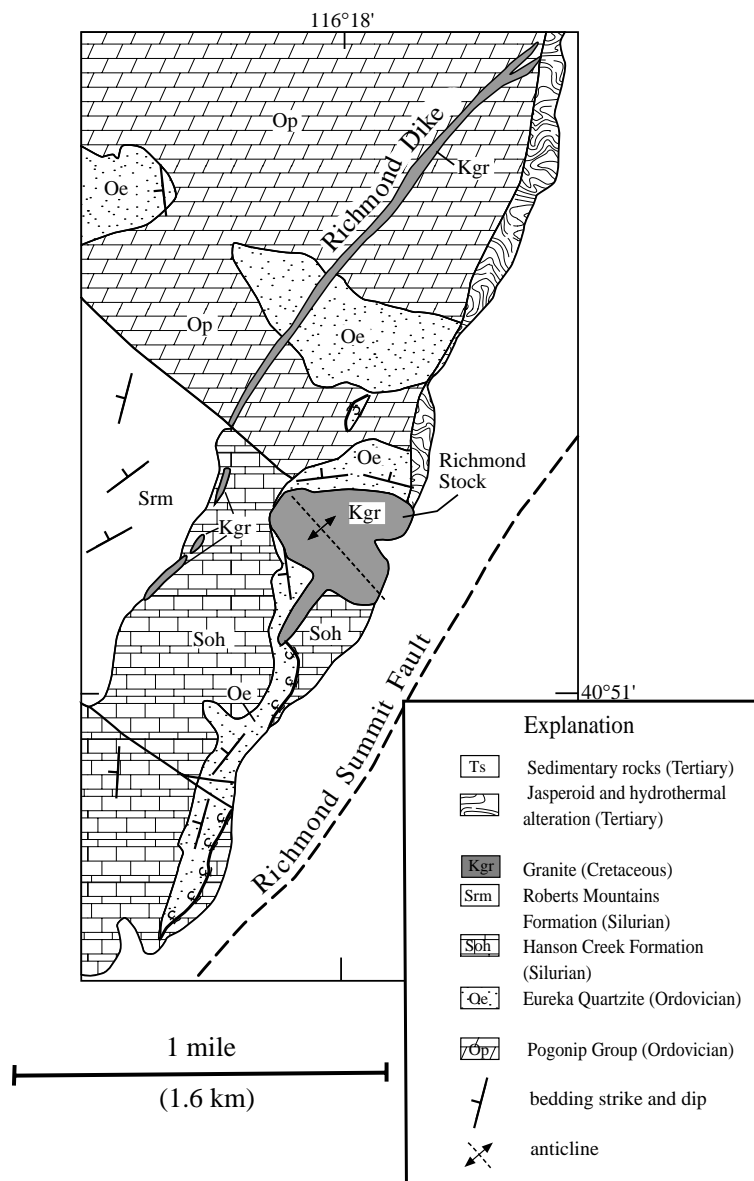 116°18'
Op
Richmond Dike
Kgr
Oe
Op
Oe
Oe
Richmond
Stock
Kgr
Srm
Kgr
Soh
Soh
Oe
40°51'
Richmond Summit Fault
Explanation
Ts Sedimentary rocks (Tertiary)
Jasperoid and hydrothermal
alteration (Tertiary)
Kgr Granite (Cretaceous)
Srm Roberts Mountains
Formation (Silurian)
Soh Hanson Creek Formation
(Silurian)
Oe Eureka Quartzite (Ordovician)
Op Pogonip Group (Ordovician)
bedding strike and dip
anticline
1 mile
(1.6 km)